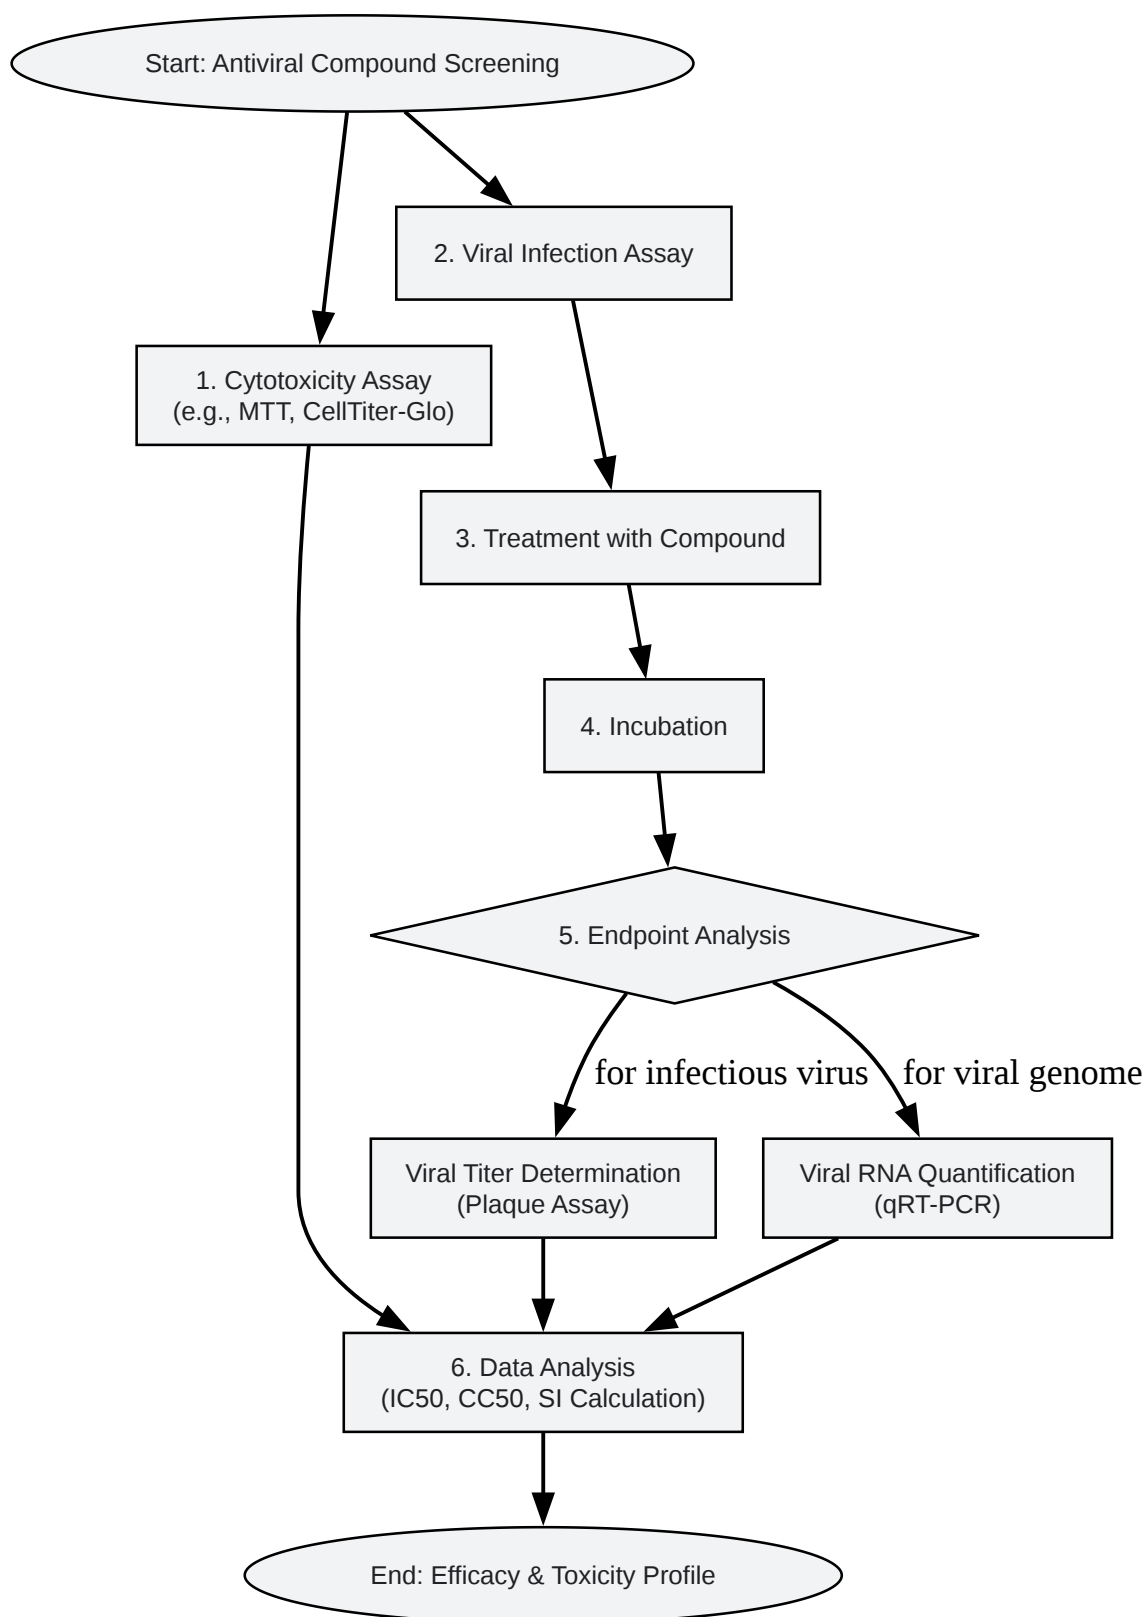 Start: Antiviral Compound Screening
2. Viral Infection Assay
1. Cytotoxicity Assay
(e.g., MTT, CellTiter-Glo)
3. Treatment with Compound
4. Incubation
5. Endpoint Analysis
for infectious virus
for viral genome
Viral Titer Determination
(Plaque Assay)
Viral RNA Quantification
(qRT-PCR)
6. Data Analysis
(IC50, CC50, SI Calculation)
End: Efficacy & Toxicity Profile